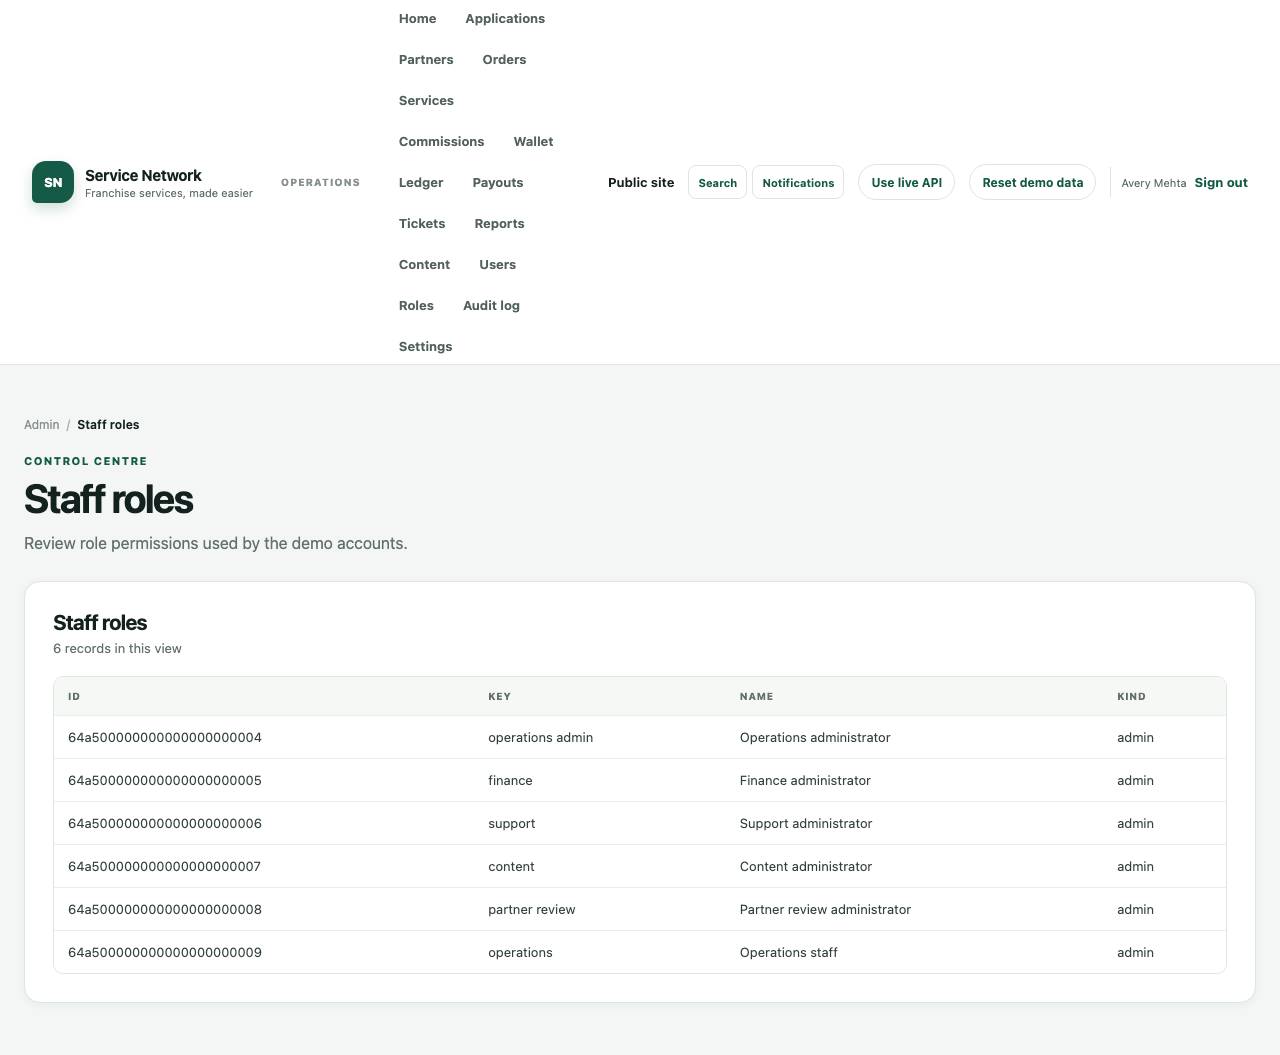 Home Applications
Partners Orders
Services
Commissions Wallet
Ledger Payouts
Tickets Reports
Content Users
Roles Audit log
Settings
SN
Service Network
Franchise services, made easier
OPERATIONS
Public site
Search
Notifications
Use live API
Reset demo data
Avery Mehta
Sign out
Admin / Staff roles
CONTROL CENTRE
Staff roles
Review role permissions used by the demo accounts.
Staff roles
6 records in this view
ID KEY NAME KIND
64a500000000000000000004 operations admin Operations administrator admin
64a500000000000000000005 finance Finance administrator admin
64a500000000000000000006 support Support administrator admin
64a500000000000000000007 content Content administrator admin
64a500000000000000000008 partner review Partner review administrator admin
64a500000000000000000009 operations Operations staff admin